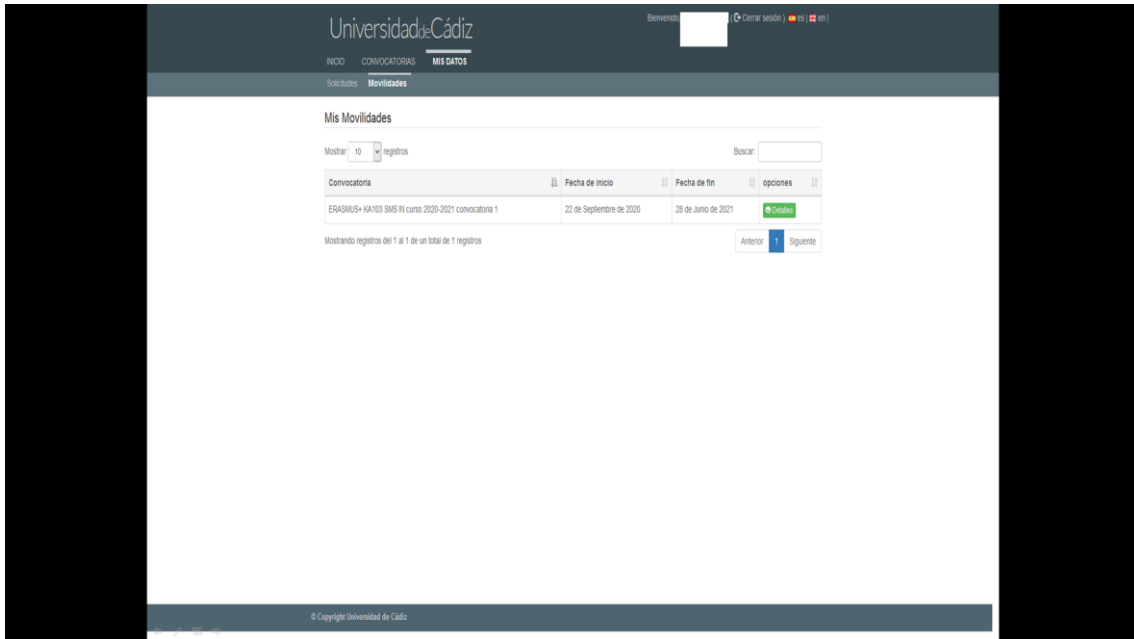 UniversidaddeCádiz
Bienvenido, ( Cerrar sesión ) es | en |
INICIO CONVOCATORIAS MIS DATOS
Solicitudes Movilidades
Mis Movilidades
Mostrar 10 registros Buscar:
Convocatoria Fecha de inicio Fecha de fin opciones
ERASMUS+ KA103 SMS IN curso 2020-2021 convocatoria 1 22 de Septiembre de 2020 28 de Junio de 2021 Detalles
Mostrando registros del 1 al 1 de un total de 1 registros Anterior 1 Siguiente
© Copyright Universidad de Cádiz